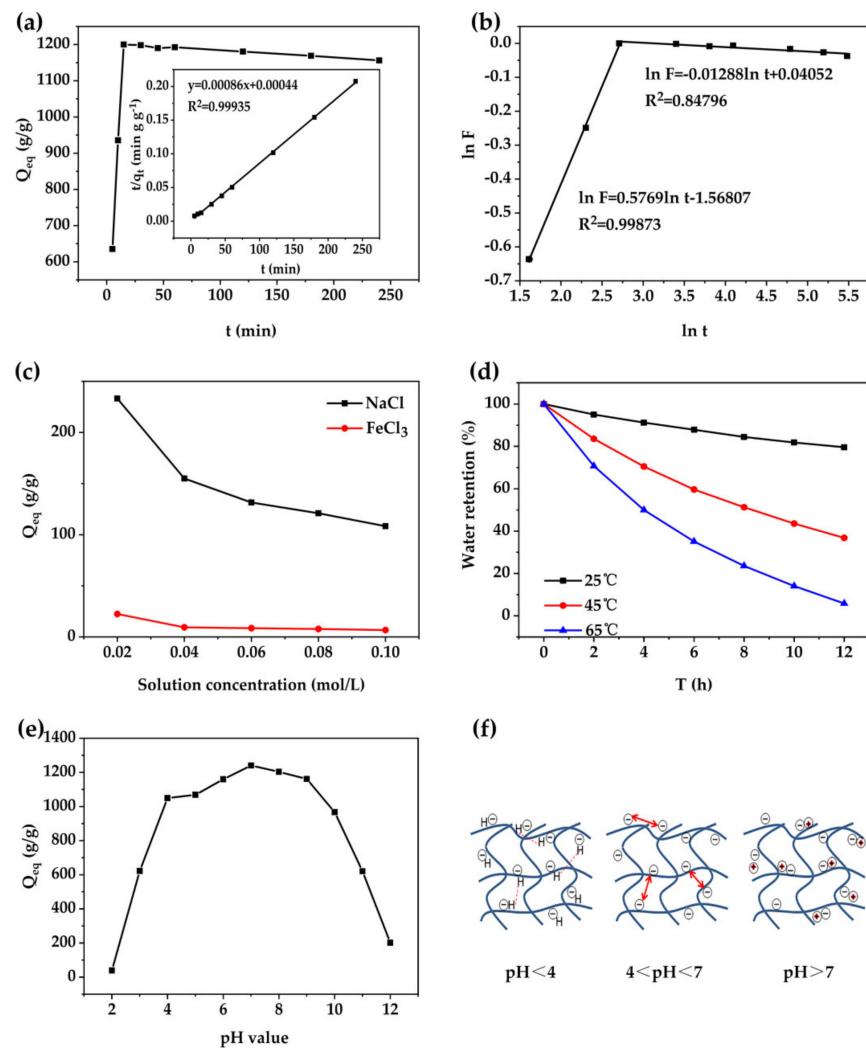 (a)
1200
1100
1000
900
800
700
600
Q_eq (g/g)
0 50 100 150 200 250
t (min)
y=0.00086x+0.00044
R²=0.99935
0.20
0.15
0.10
0.05
0.00
t/q_t (min g g⁻¹)
0 50 100 150 200 250
t (min)
(b)
0.0
-0.1
-0.2
-0.3
-0.4
-0.5
-0.6
-0.7
ln F
ln F=-0.01288ln t+0.04052
R²=0.84796
ln F=0.5769ln t-1.56807
R²=0.99873
1.5 2.0 2.5 3.0 3.5 4.0 4.5 5.0 5.5
ln t
(c)
NaCl
FeCl₃
200
100
0
Q_eq (g/g)
0.02 0.04 0.06 0.08 0.10
Solution concentration (mol/L)
(d)
100
80
60
40
20
0
Water retention (%)
25℃
45℃
65℃
0 2 4 6 8 10 12
T (h)
(e)
1400
1200
1000
800
600
400
200
0
Q_eq (g/g)
2 4 6 8 10 12
pH value
(f)
H H H H
H H H
H H
H
pH<4
4<pH<7
pH>7